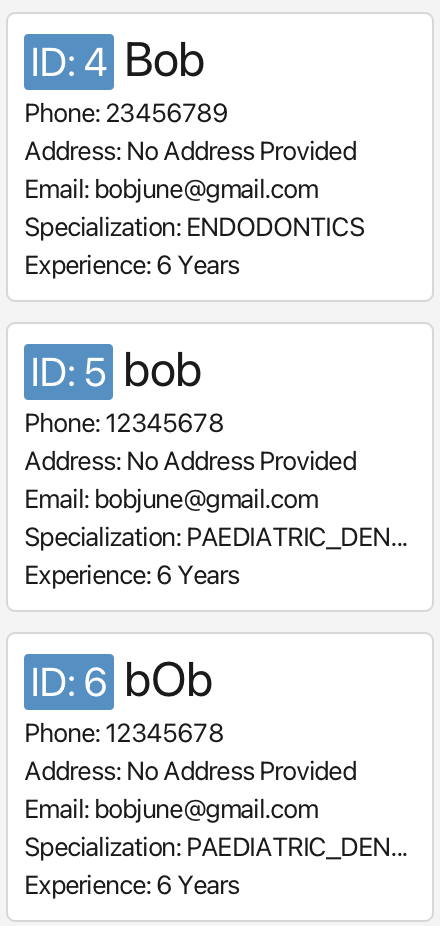 ID: 4 Bob
Phone: 23456789
Address: No Address Provided
Email: bobjune@gmail.com
Specialization: ENDODONTICS
Experience: 6 Years
ID: 5 bob
Phone: 12345678
Address: No Address Provided
Email: bobjune@gmail.com
Specialization: PAEDIATRIC_DEN...
Experience: 6 Years
ID: 6 bOb
Phone: 12345678
Address: No Address Provided
Email: bobjune@gmail.com
Specialization: PAEDIATRIC_DEN...
Experience: 6 Years